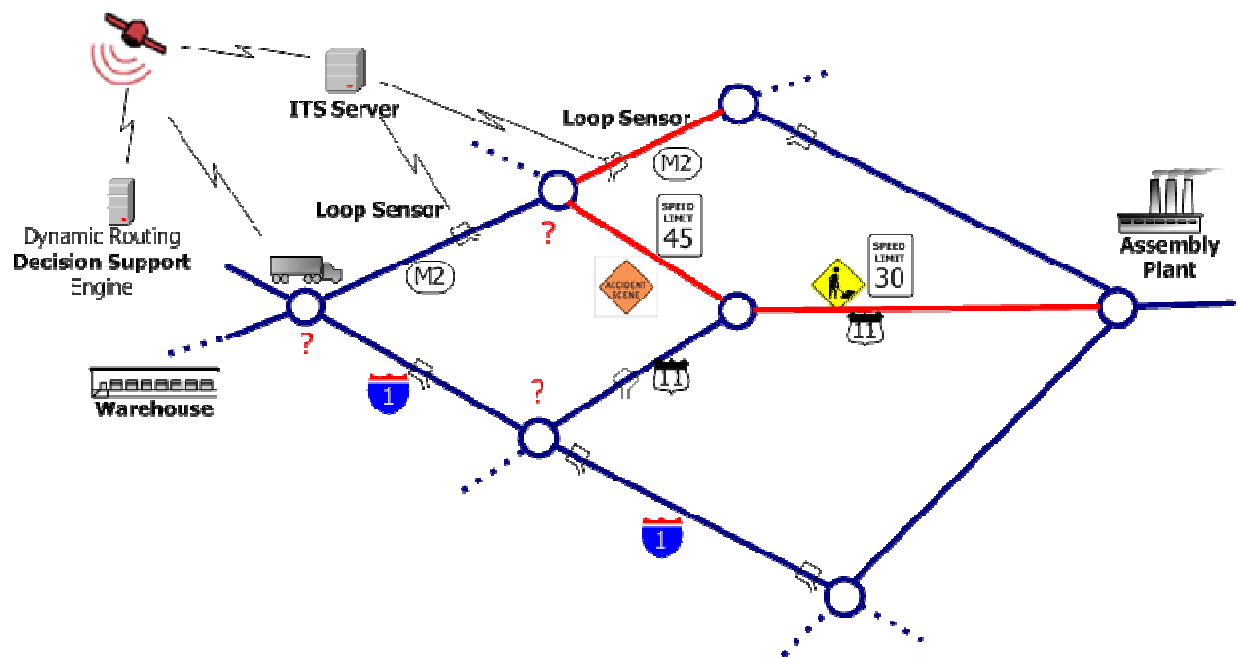 ITS Server
Loop Sensor
M2
SPEED
LIMIT
45
Loop Sensor
Dynamic Routing
Decision Support
Engine
M2
?
ACCIDENT
SCENE
SPEED
LIMIT
30
Assembly
Plant
11
?
Warehouse
1
?
11
1